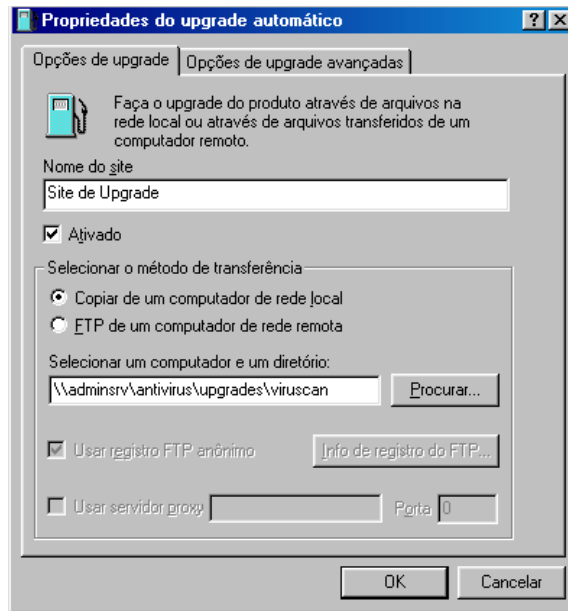 Propriedades do upgrade automático
Opções de upgrade
Opções de upgrade avançadas
Faça o upgrade do produto através de arquivos na
rede local ou através de arquivos transferidos de um
computador remoto.
Nome do site
Site de Upgrade
Ativado
Selecionar o método de transferência
Copiar de um computador de rede local
FTP de um computador de rede remota
Selecionar um computador e um diretório:
\\adminsrv\antivirus\upgrades\viruscan
Procurar...
Usar registro FTP anônimo
Info de registro do FTP...
Usar servidor proxy
Porta 0
OK
Cancelar